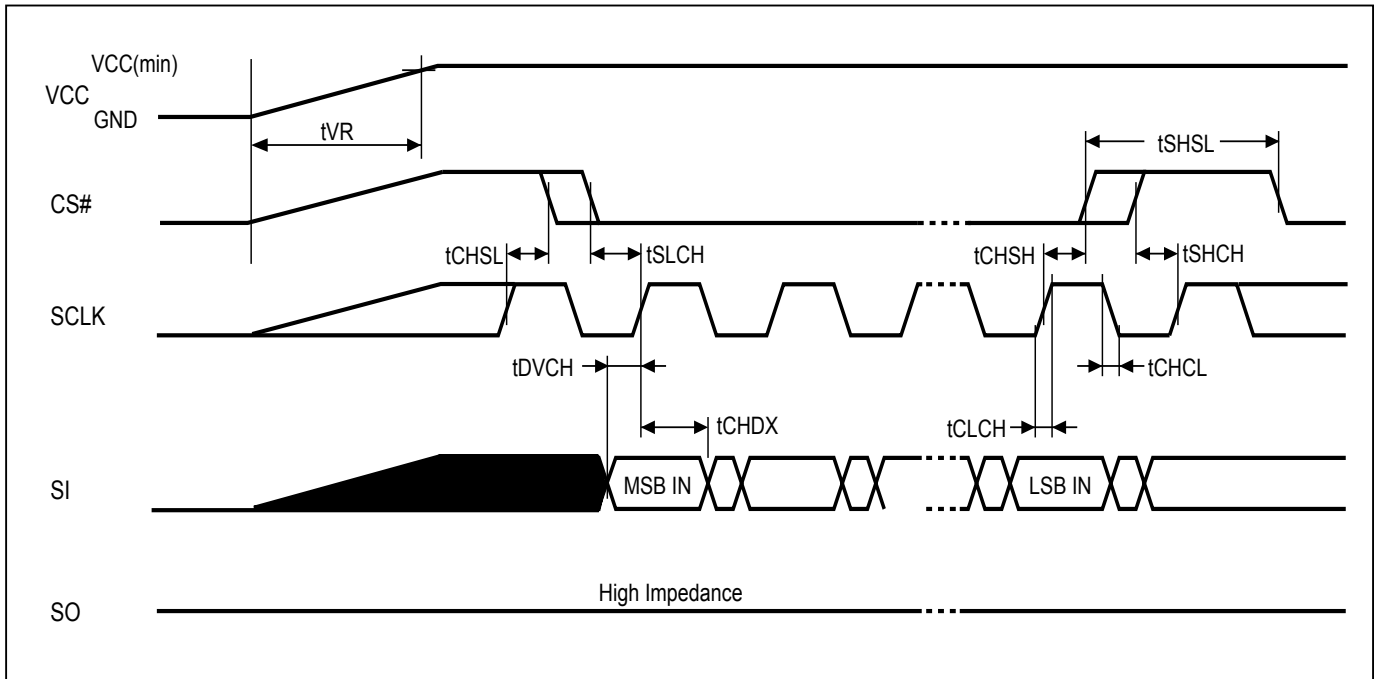 VCC(min)
VCC
GND
tVR
tSHSL
CS#
tCHSL
tSLCH
tCHSH
tSHCH
SCLK
tDVCH
tCHCL
tCHDX
tCLCH
SI
MSB IN
LSB IN
High Impedance
SO